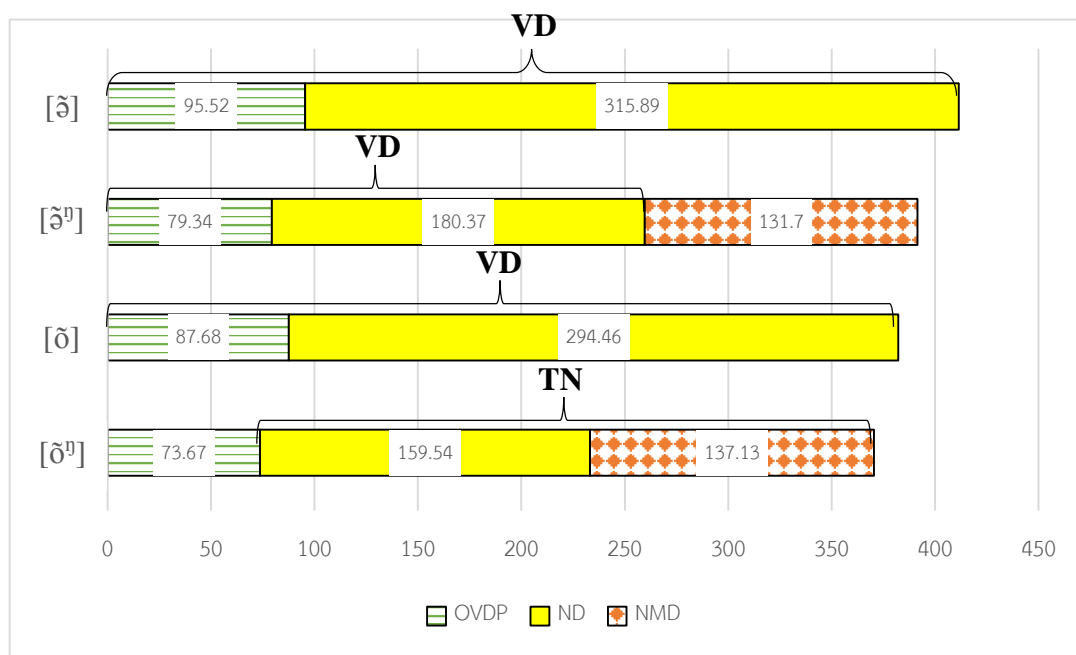 VD
[ə̃] 95.52 315.89
VD
[ə̃ᵑ] 79.34 180.37 131.7
VD
[õ] 87.68 294.46
TN
[õᵑ] 73.67 159.54 137.13
0 50 100 150 200 250 300 350 400 450
OVDP ND NMD